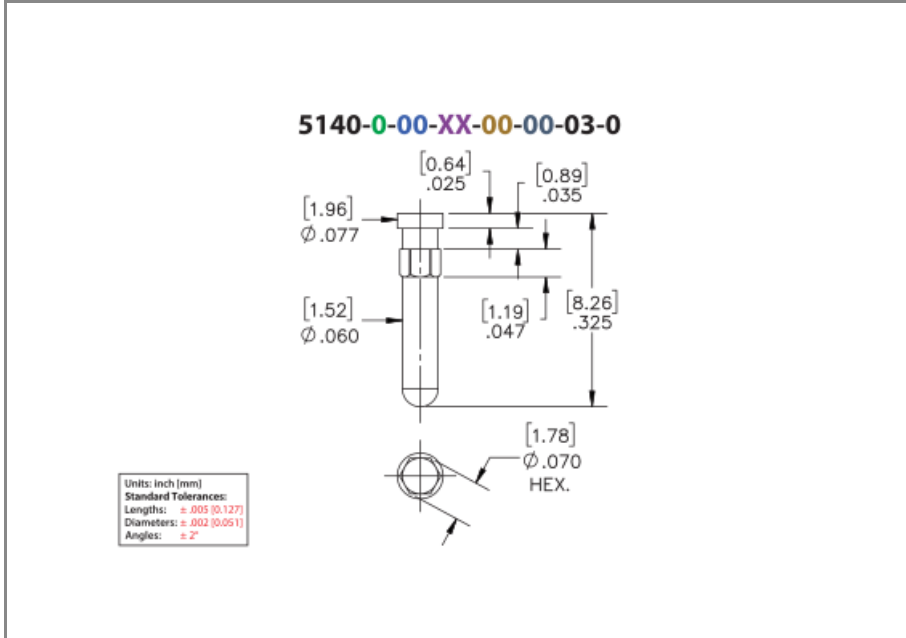 5140-0-00-XX-00-00-03-0
[0.64]
.025
[0.89]
.035
[1.96]
Ø.077
[1.52]
Ø.060
[1.19]
.047
[8.26]
.325
[1.78]
Ø.070
HEX.
Units: inch [mm]
Standard Tolerances:
Lengths: ± .005 [0.127]
Diameters: ± .002 [0.051]
Angles: ± 2°